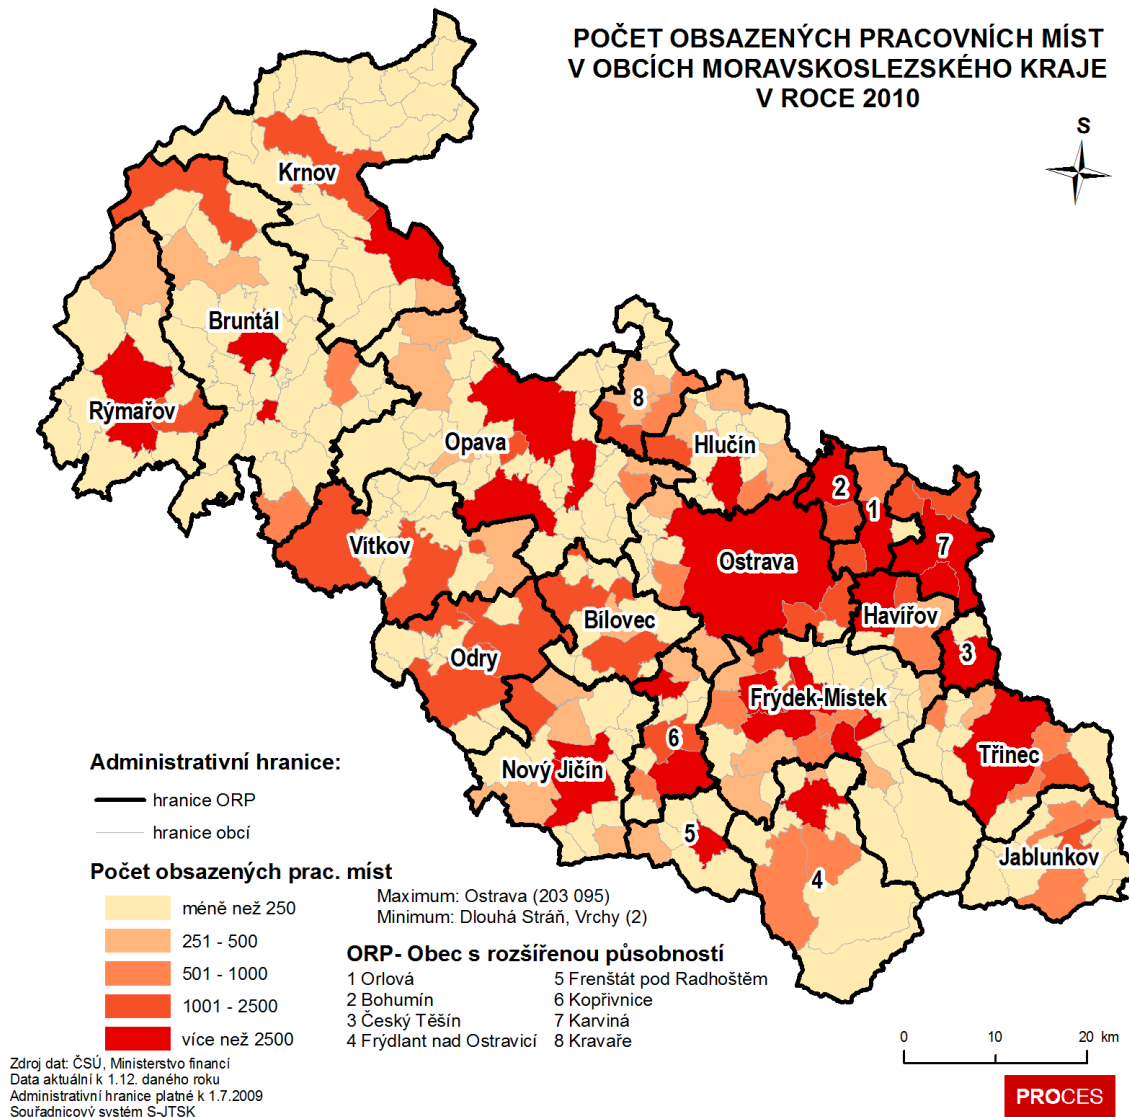 POČET OBSAZENÝCH PRACOVNÍCH MÍST
V OBCÍCH MORAVSKOSLEZSKÉHO KRAJE
V ROCE 2010
S
Krnov
Bruntál
Rýmařov
8
Opava
Hlučín
2
1
7
Vítkov
Ostrava
Havířov
Bílovec
Odry
3
Frýdek-Místek
6
Nový Jičín
Třinec
5
4
Jablunkov
Administrativní hranice:
hranice ORP
hranice obcí
Počet obsazených prac. míst
méně než 250
251 - 500
501 - 1000
1001 - 2500
více než 2500
Maximum: Ostrava (203 095)
Minimum: Dlouhá Stráň, Vrchy (2)
ORP- Obec s rozšířenou působností
1 Orlová
2 Bohumín
3 Český Těšín
4 Frýdlant nad Ostravicí
5 Frenštát pod Radhoštěm
6 Kopřivnice
7 Karviná
8 Kravaře
Zdroj dat: ČSÚ, Ministerstvo financí
Data aktuální k 1.12. daného roku
Administrativní hranice platné k 1.7.2009
Souřadnicový systém S-JTSK
0 10 20 km
PROCES